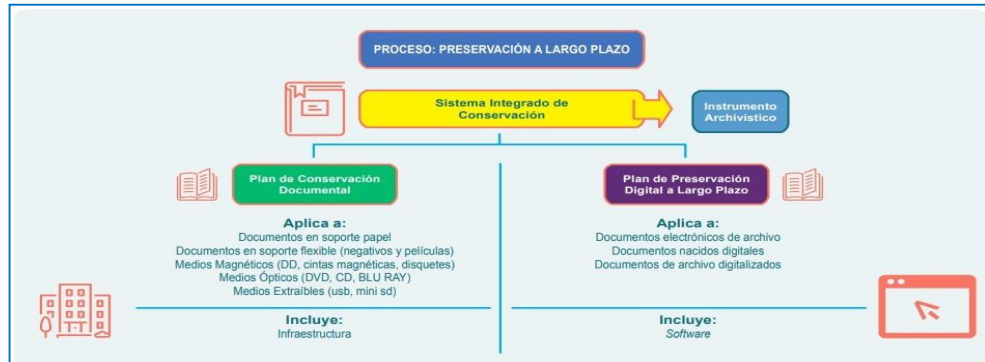 PROCESO: PRESERVACIÓN A LARGO PLAZO
Sistema Integrado de
Conservación
Instrumento
Archivístico
Plan de Conservación
Documental
Aplica a:
Documentos en soporte papel
Documentos en soporte flexible (negativos y películas)
Medios Magnéticos (DD, cintas magnéticas, disquetes)
Medios Ópticos (DVD, CD, BLU RAY)
Medios Extraíbles (usb, mini sd)
Incluye:
Infraestructura
Plan de Preservación
Digital a Largo Plazo
Aplica a:
Documentos electrónicos de archivo
Documentos nacidos digitales
Documentos de archivo digitalizados
Incluye:
Software